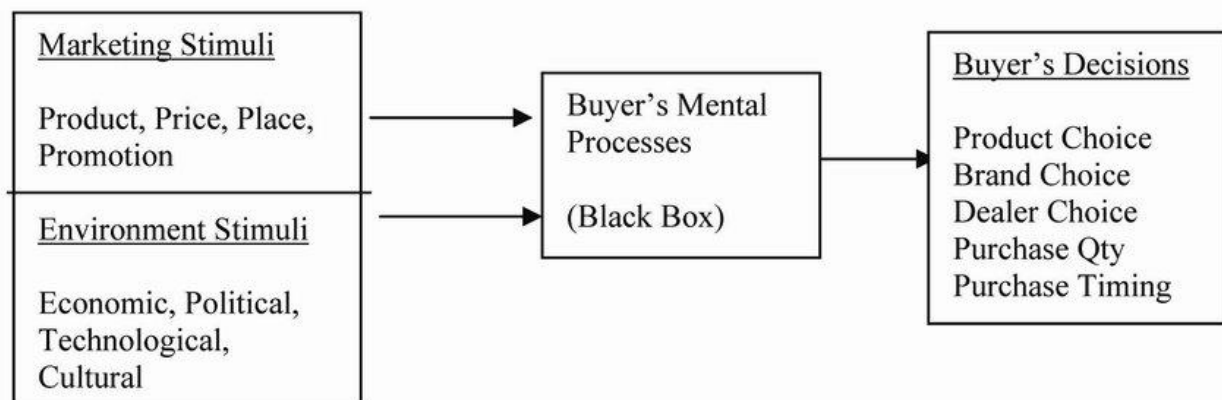 Marketing Stimuli
Product, Price, Place,
Promotion
Environment Stimuli
Economic, Political,
Technological,
Cultural
Buyer’s Mental
Processes
(Black Box)
Buyer’s Decisions
Product Choice
Brand Choice
Dealer Choice
Purchase Qty
Purchase Timing